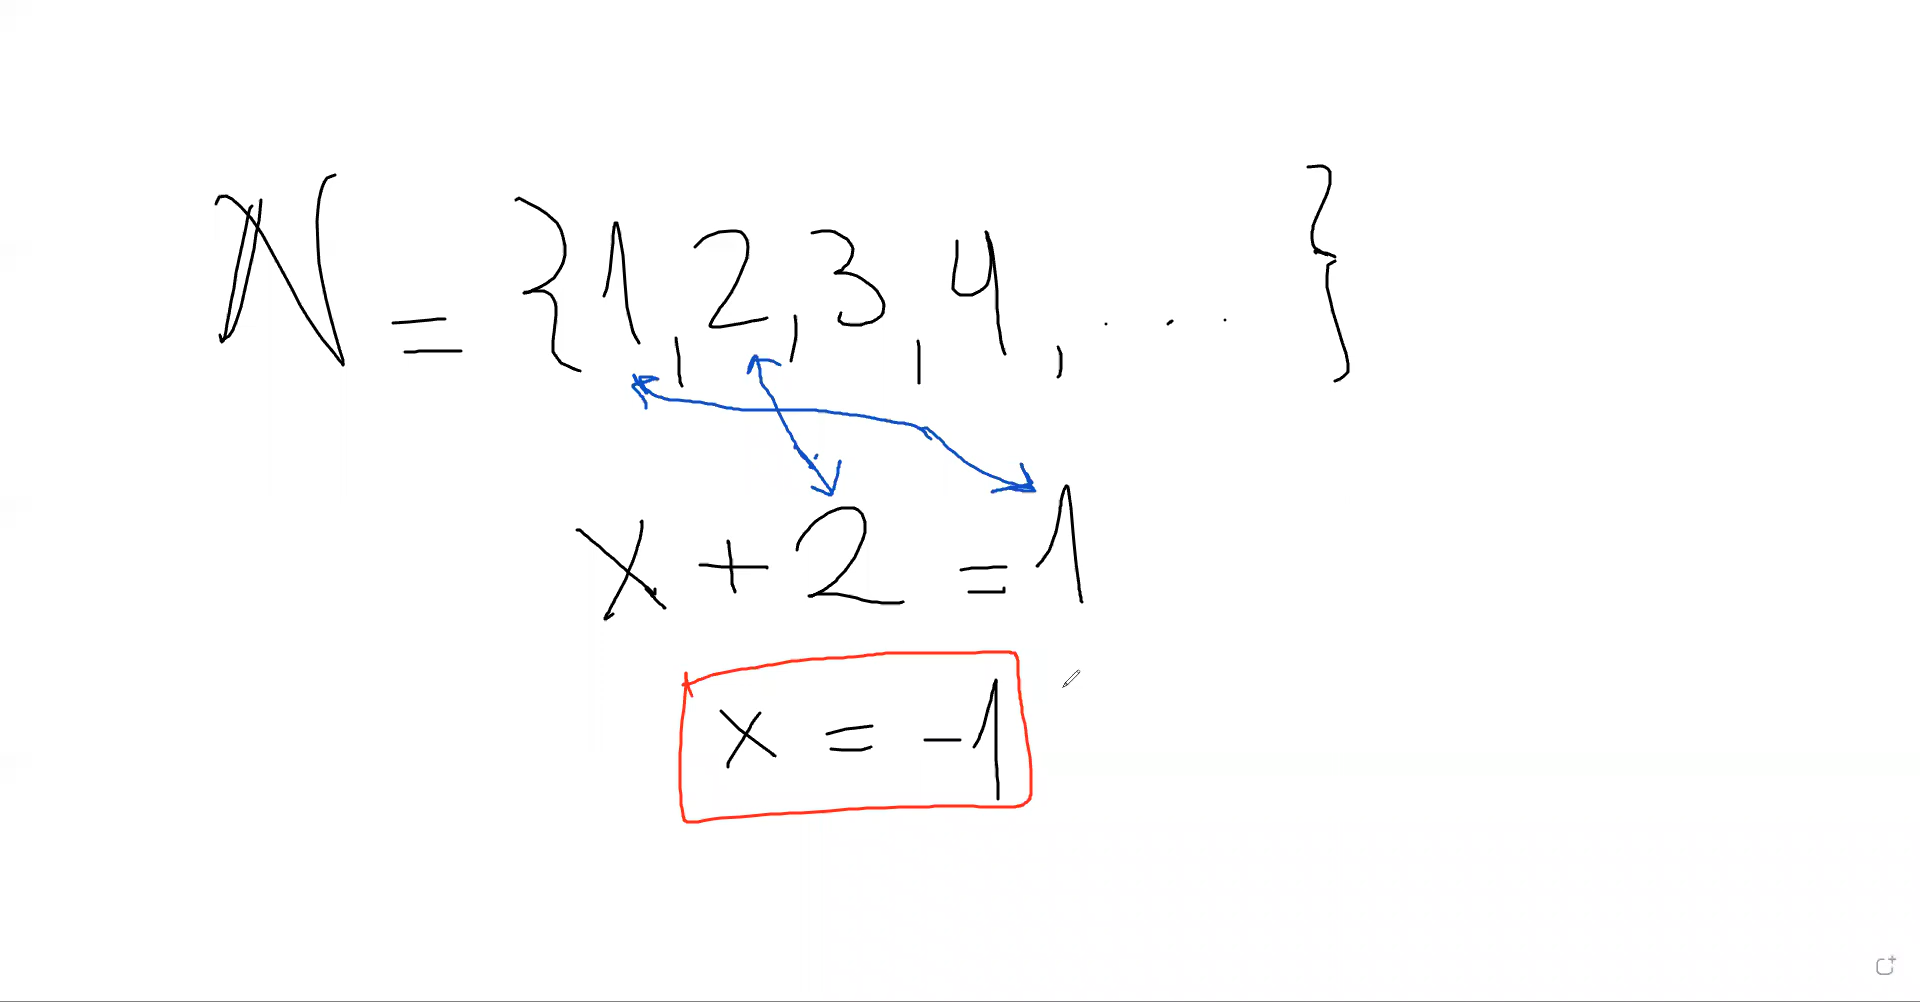 ℕ = {1, 2, 3, 4, . . . }
x + 2 = 1
x = -1